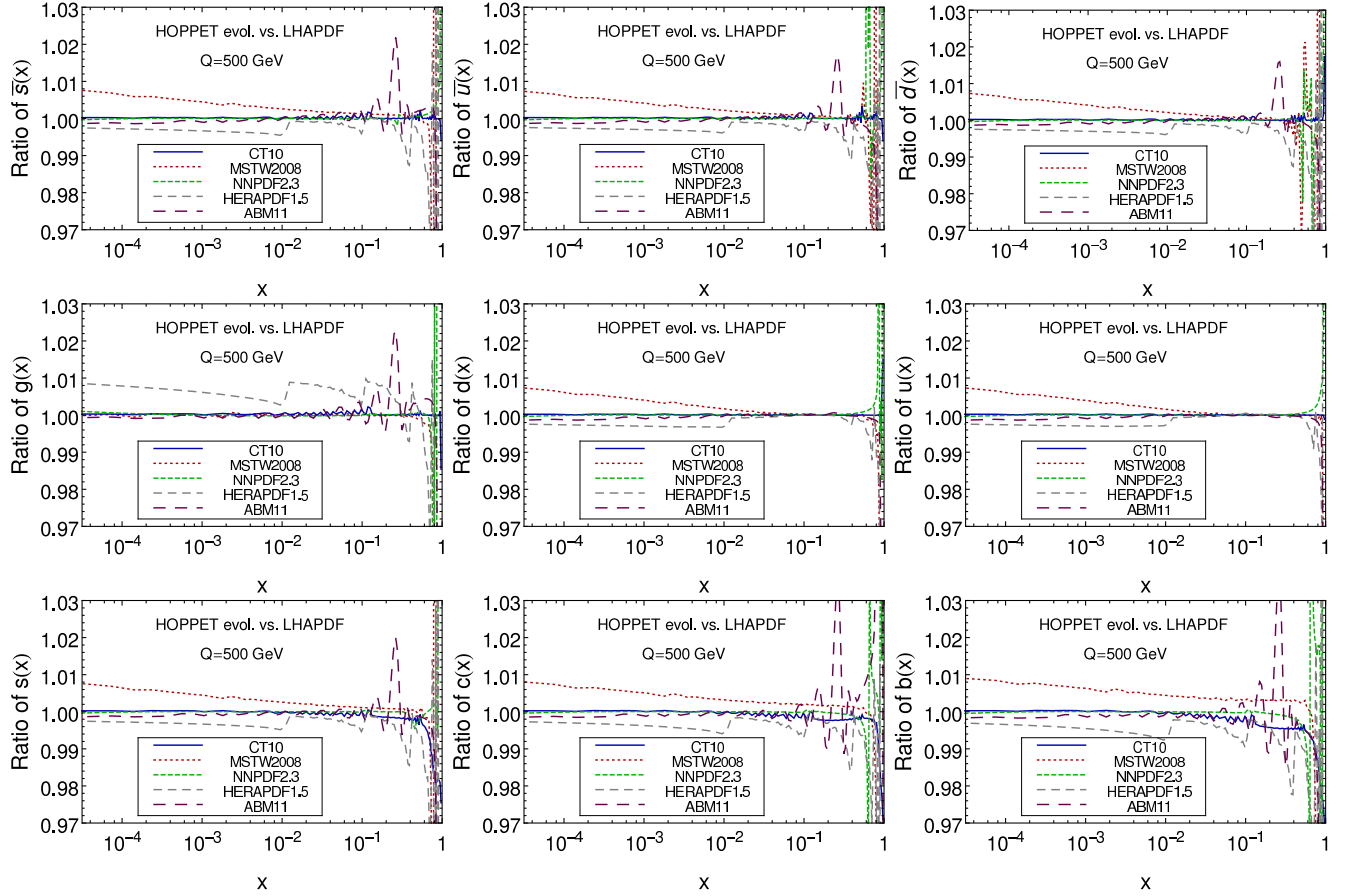 1.03
1.02
1.01
1.00
0.99
0.98
0.97
Ratio of s̅(x)
HOPPET evol. vs. LHAPDF
Q=500 GeV
CT10
MSTW2008
NNPDF2.3
HERAPDF1.5
ABM11
10⁻⁴ 10⁻³ 10⁻² 10⁻¹ 1
x
1.03
1.02
1.01
1.00
0.99
0.98
0.97
Ratio of u̅(x)
HOPPET evol. vs. LHAPDF
Q=500 GeV
CT10
MSTW2008
NNPDF2.3
HERAPDF1.5
ABM11
10⁻⁴ 10⁻³ 10⁻² 10⁻¹ 1
x
1.03
1.02
1.01
1.00
0.99
0.98
0.97
Ratio of d̅(x)
HOPPET evol. vs. LHAPDF
Q=500 GeV
CT10
MSTW2008
NNPDF2.3
HERAPDF1.5
ABM11
10⁻⁴ 10⁻³ 10⁻² 10⁻¹ 1
x
1.03
1.02
1.01
1.00
0.99
0.98
0.97
Ratio of g(x)
HOPPET evol. vs. LHAPDF
Q=500 GeV
CT10
MSTW2008
NNPDF2.3
HERAPDF1.5
ABM11
10⁻⁴ 10⁻³ 10⁻² 10⁻¹ 1
x
1.03
1.02
1.01
1.00
0.99
0.98
0.97
Ratio of d(x)
HOPPET evol. vs. LHAPDF
Q=500 GeV
CT10
MSTW2008
NNPDF2.3
HERAPDF1.5
ABM11
10⁻⁴ 10⁻³ 10⁻² 10⁻¹ 1
x
1.03
1.02
1.01
1.00
0.99
0.98
0.97
Ratio of u(x)
HOPPET evol. vs. LHAPDF
Q=500 GeV
CT10
MSTW2008
NNPDF2.3
HERAPDF1.5
ABM11
10⁻⁴ 10⁻³ 10⁻² 10⁻¹ 1
x
1.03
1.02
1.01
1.00
0.99
0.98
0.97
Ratio of s(x)
HOPPET evol. vs. LHAPDF
Q=500 GeV
CT10
MSTW2008
NNPDF2.3
HERAPDF1.5
ABM11
10⁻⁴ 10⁻³ 10⁻² 10⁻¹ 1
x
1.03
1.02
1.01
1.00
0.99
0.98
0.97
Ratio of c(x)
HOPPET evol. vs. LHAPDF
Q=500 GeV
CT10
MSTW2008
NNPDF2.3
HERAPDF1.5
ABM11
10⁻⁴ 10⁻³ 10⁻² 10⁻¹ 1
x
1.03
1.02
1.01
1.00
0.99
0.98
0.97
Ratio of b(x)
HOPPET evol. vs. LHAPDF
Q=500 GeV
CT10
MSTW2008
NNPDF2.3
HERAPDF1.5
ABM11
10⁻⁴ 10⁻³ 10⁻² 10⁻¹ 1
x